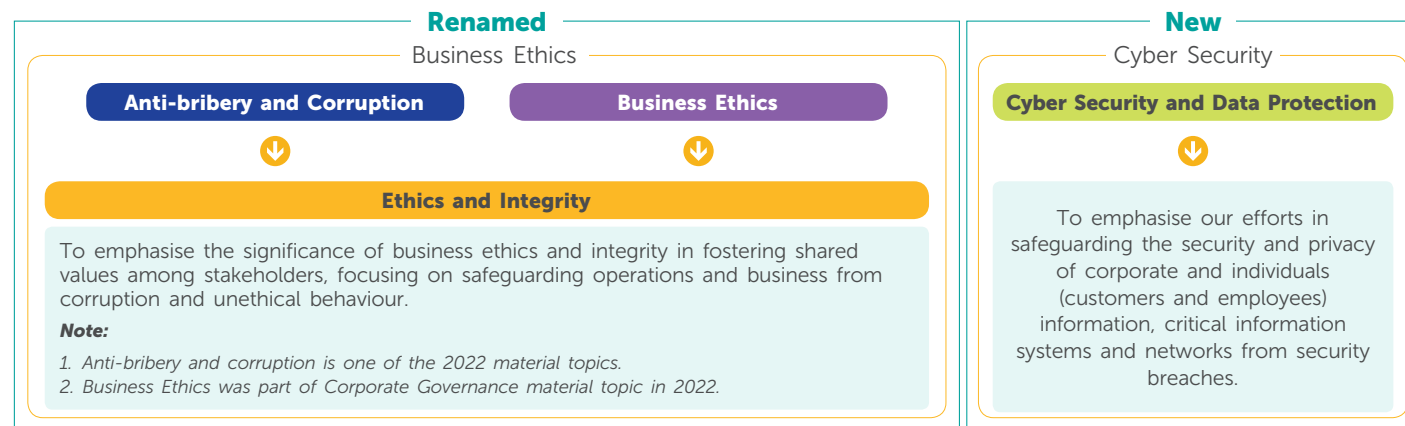 Renamed
Business Ethics
Anti-bribery and Corruption
Business Ethics
Ethics and Integrity
To emphasise the significance of business ethics and integrity in fostering shared
values among stakeholders, focusing on safeguarding operations and business from
corruption and unethical behaviour.
Note:
1. Anti-bribery and corruption is one of the 2022 material topics.
2. Business Ethics was part of Corporate Governance material topic in 2022.
New
Cyber Security
Cyber Security and Data Protection
To emphasise our efforts in
safeguarding the security and privacy
of corporate and individuals
(customers and employees)
information, critical information
systems and networks from security
breaches.